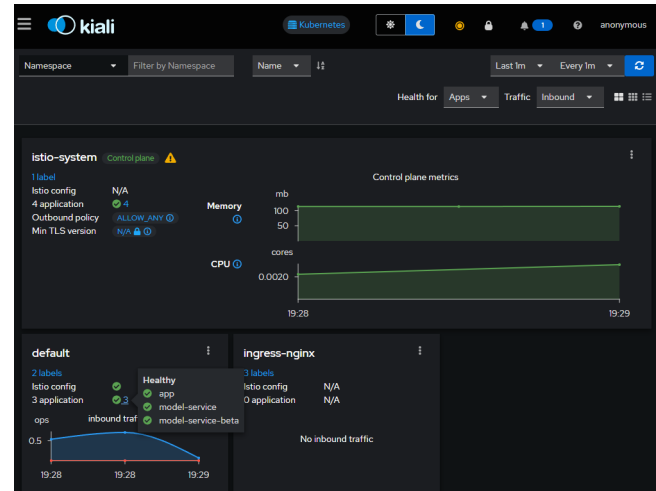 kiali
Kubernetes
1
anonymous
Namespace
Filter by Namespace
Name
Last 1m
Every 1m
Health for
Apps
Traffic
Inbound
istio-system
Control plane
1 label
Istio config N/A
4 application 4
Outbound policy ALLOW_ANY
Min TLS version N/A
Control plane metrics
Memory
mb
100
50
CPU
cores
0.0020
19:28
19:29
default
2 labels
Istio config
3 application 3
Healthy
app
model-service
model-service-beta
ops
inbound traf
0.5
19:28
19:28
19:29
ingress-nginx
3 labels
Istio config N/A
0 application N/A
No inbound traffic